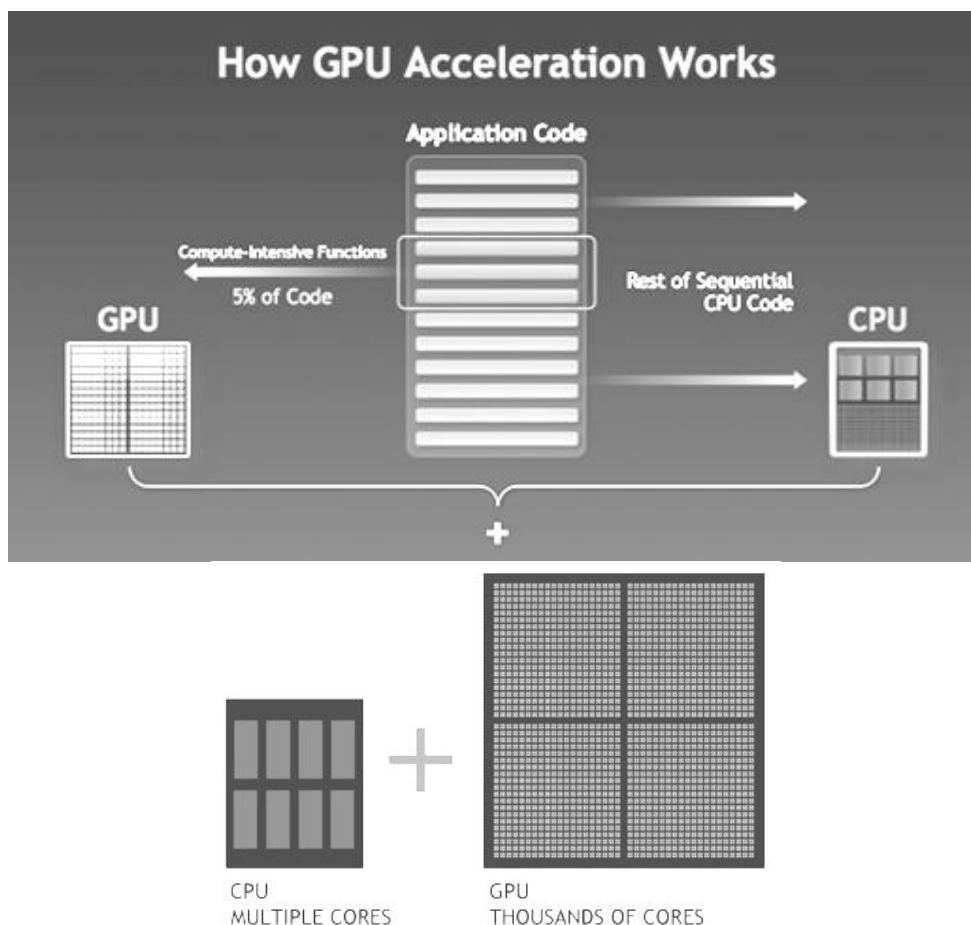 How GPU Acceleration Works
Application Code
Compute-Intensive Functions
5% of Code
Rest of Sequential
CPU Code
GPU
CPU
+
CPU
MULTIPLE CORES
GPU
THOUSANDS OF CORES